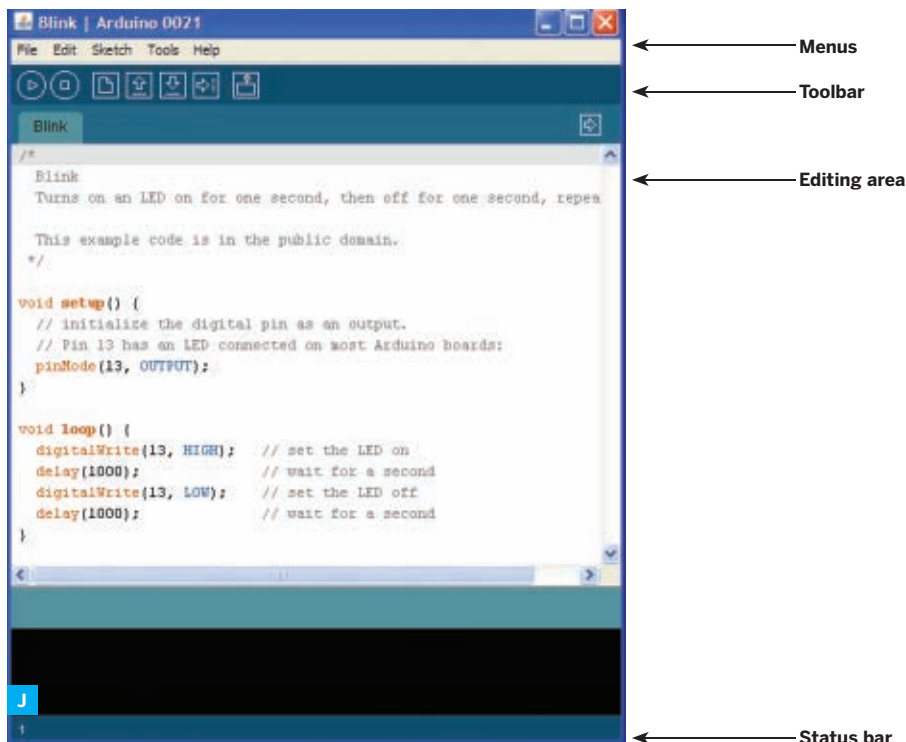 Blink | Arduino 0021
File Edit Sketch Tools Help
Menus
Toolbar
Blink
/*
Blink
Turns on an LED on for one second, then off for one second, repea
Editing area
This example code is in the public domain.
*/
void setup() {
// initialize the digital pin as an output.
// Pin 13 has an LED connected on most Arduino boards:
pinMode(13, OUTPUT);
}
void loop() {
digitalWrite(13, HIGH); // set the LED on
delay(1000); // wait for a second
digitalWrite(13, LOW); // set the LED off
delay(1000); // wait for a second
}
J
1
Status bar